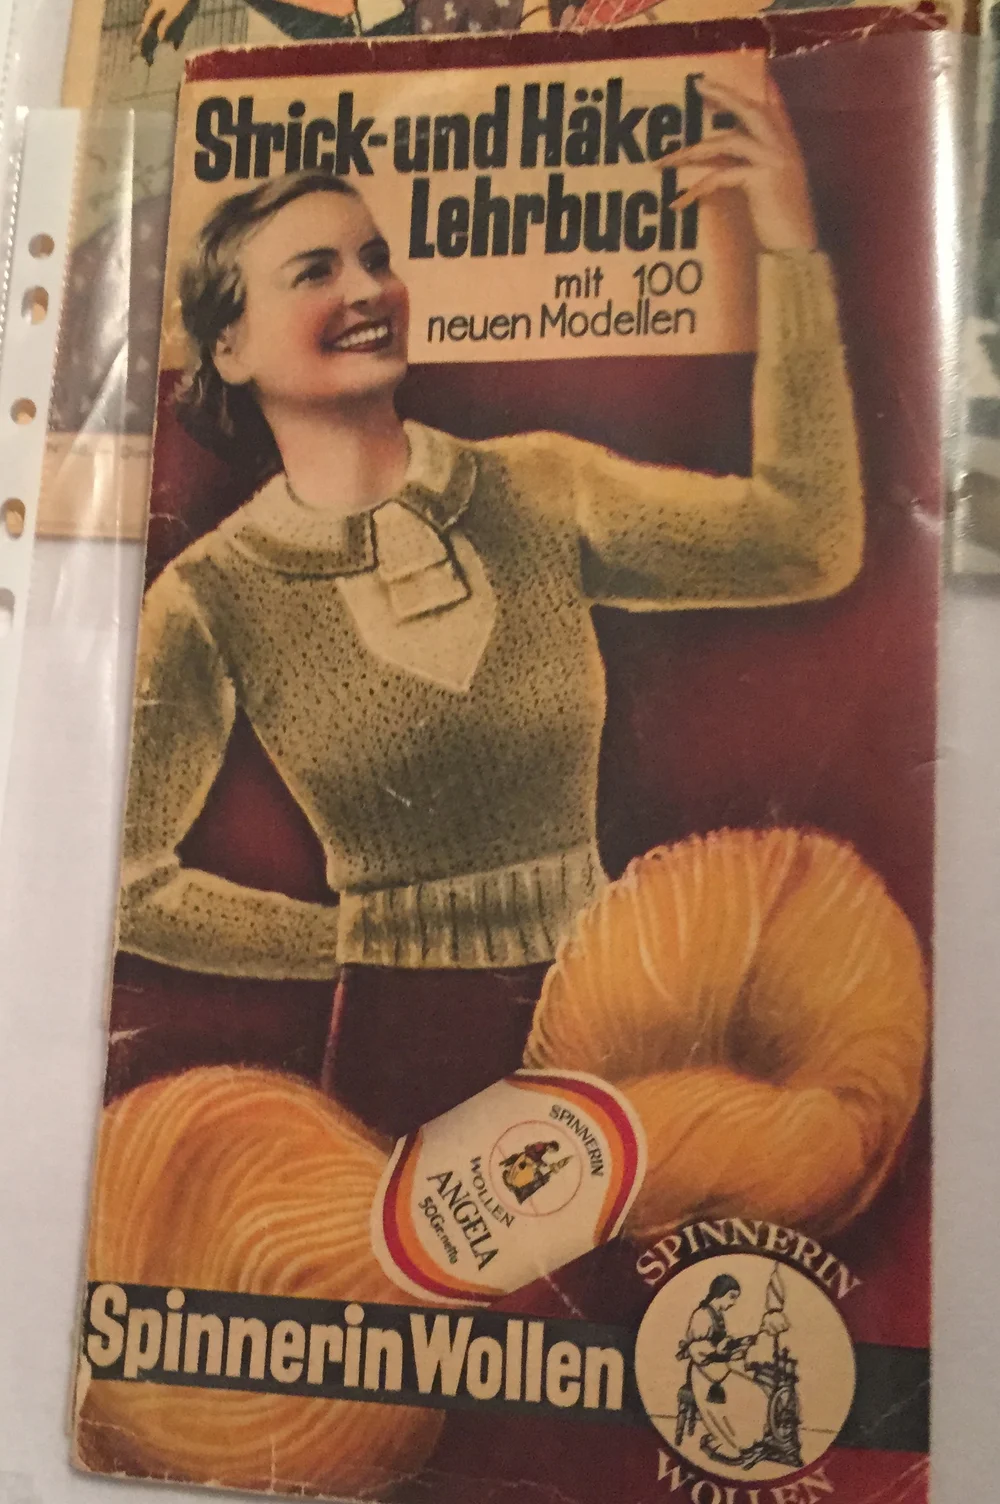 Strick- und Häkel-
Lehrbuch
mit 100
neuen Modellen
SPINNERIN
WOLLEN
ANGELA
50Gr. netto
Spinnerin Wollen
SPINNERIN
WOLLEN